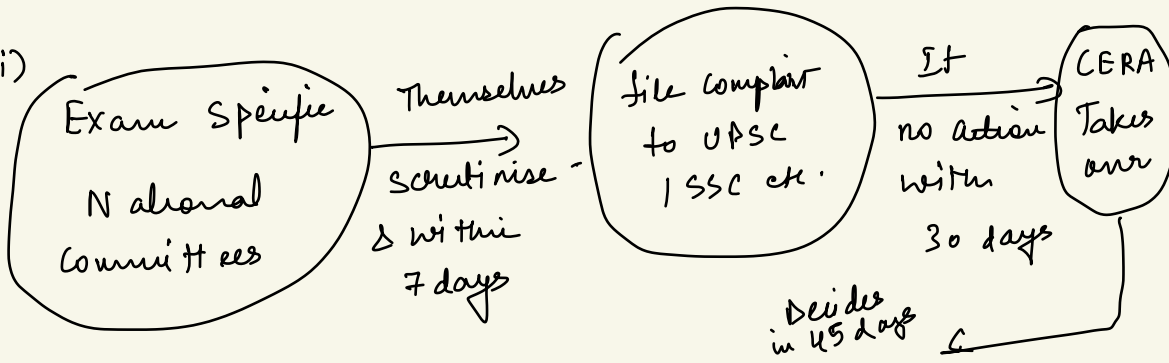 i)
Exam Specific
National
Committees
Themselves
scrutinise -
& within
7 days
file complaint
to UPSC
/ SSC etc.
If
no action
within
30 days
CERA
Takes
over
Decides
in 45 days